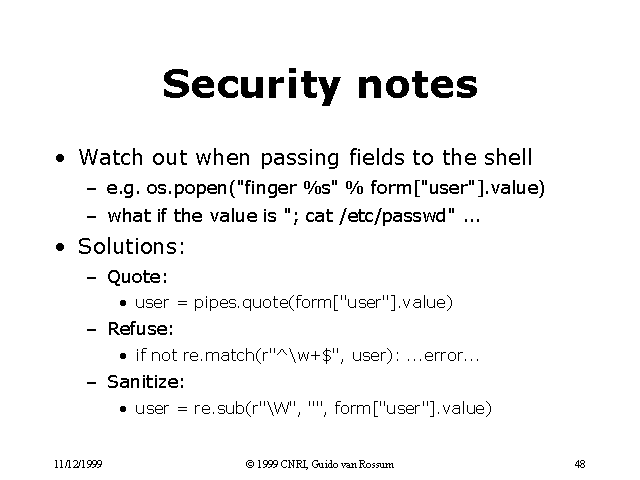 Security notes
• Watch out when passing fields to the shell
– e.g. os.popen("finger %s" % form["user"].value)
– what if the value is "; cat /etc/passwd" ...
• Solutions:
– Quote:
• user = pipes.quote(form["user"].value)
– Refuse:
• if not re.match(r"^\w+$", user): ...error...
– Sanitize:
• user = re.sub(r"\W", "", form["user"].value)
11/12/1999
© 1999 CNRI, Guido van Rossum
48